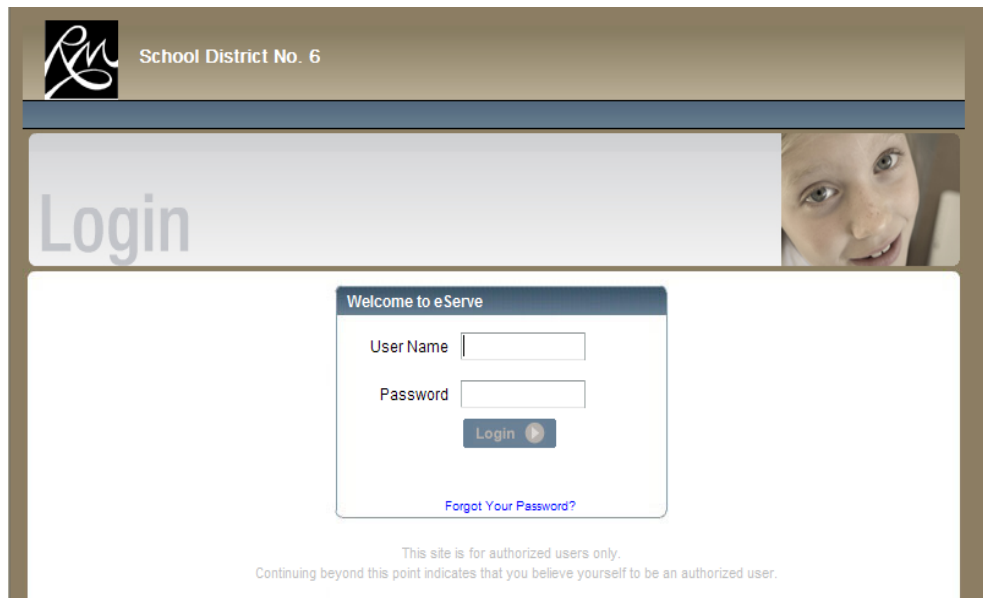 RM
School District No. 6
Login
Welcome to eServe
User Name
Password
Login
Forgot Your Password?
This site is for authorized users only.
Continuing beyond this point indicates that you believe yourself to be an authorized user.